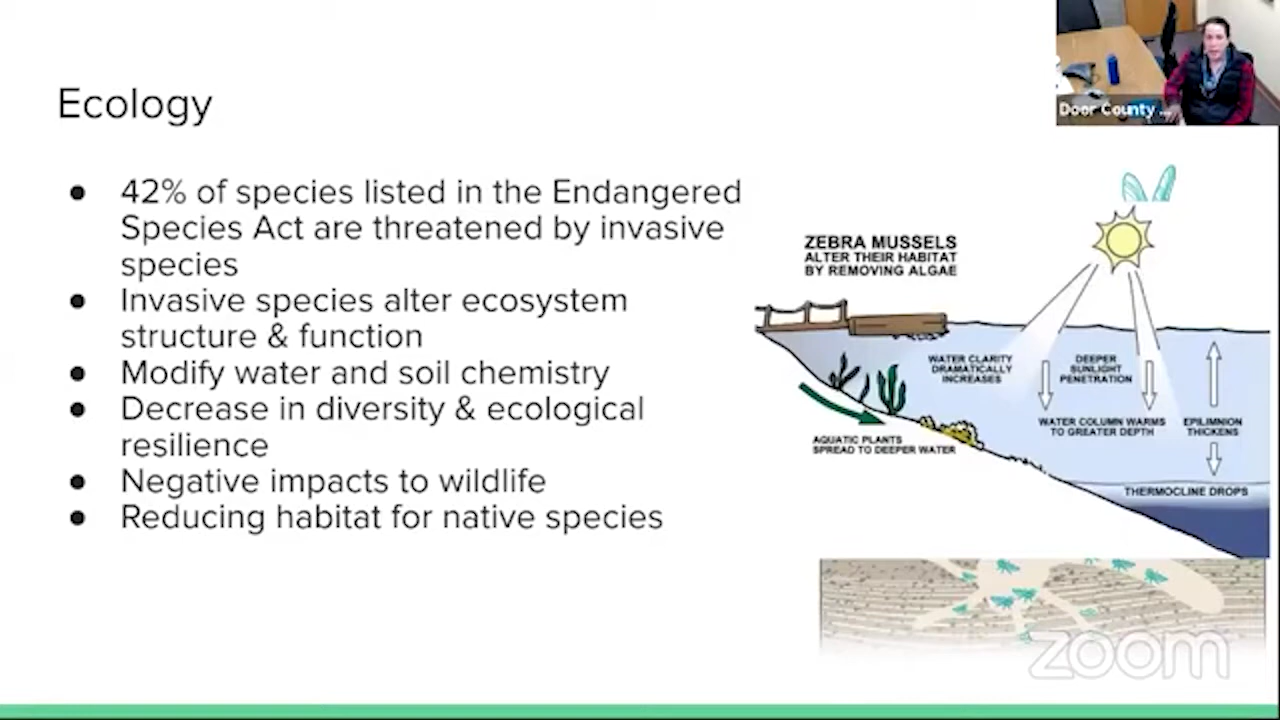 Door County ...
Ecology
● 42% of species listed in the Endangered
Species Act are threatened by invasive
species
● Invasive species alter ecosystem
structure & function
● Modify water and soil chemistry
● Decrease in diversity & ecological
resilience
● Negative impacts to wildlife
● Reducing habitat for native species
ZEBRA MUSSELS
ALTER THEIR HABITAT
BY REMOVING ALGAE
WATER CLARITY
DRAMATICALLY
INCREASES
DEEPER
SUNLIGHT
PENETRATION
WATER COLUMN WARMS
TO GREATER DEPTH
EPILIMNION
THICKENS
AQUATIC PLANTS
SPREAD TO DEEPER WATER
THERMOCLINE DROPS
zoom